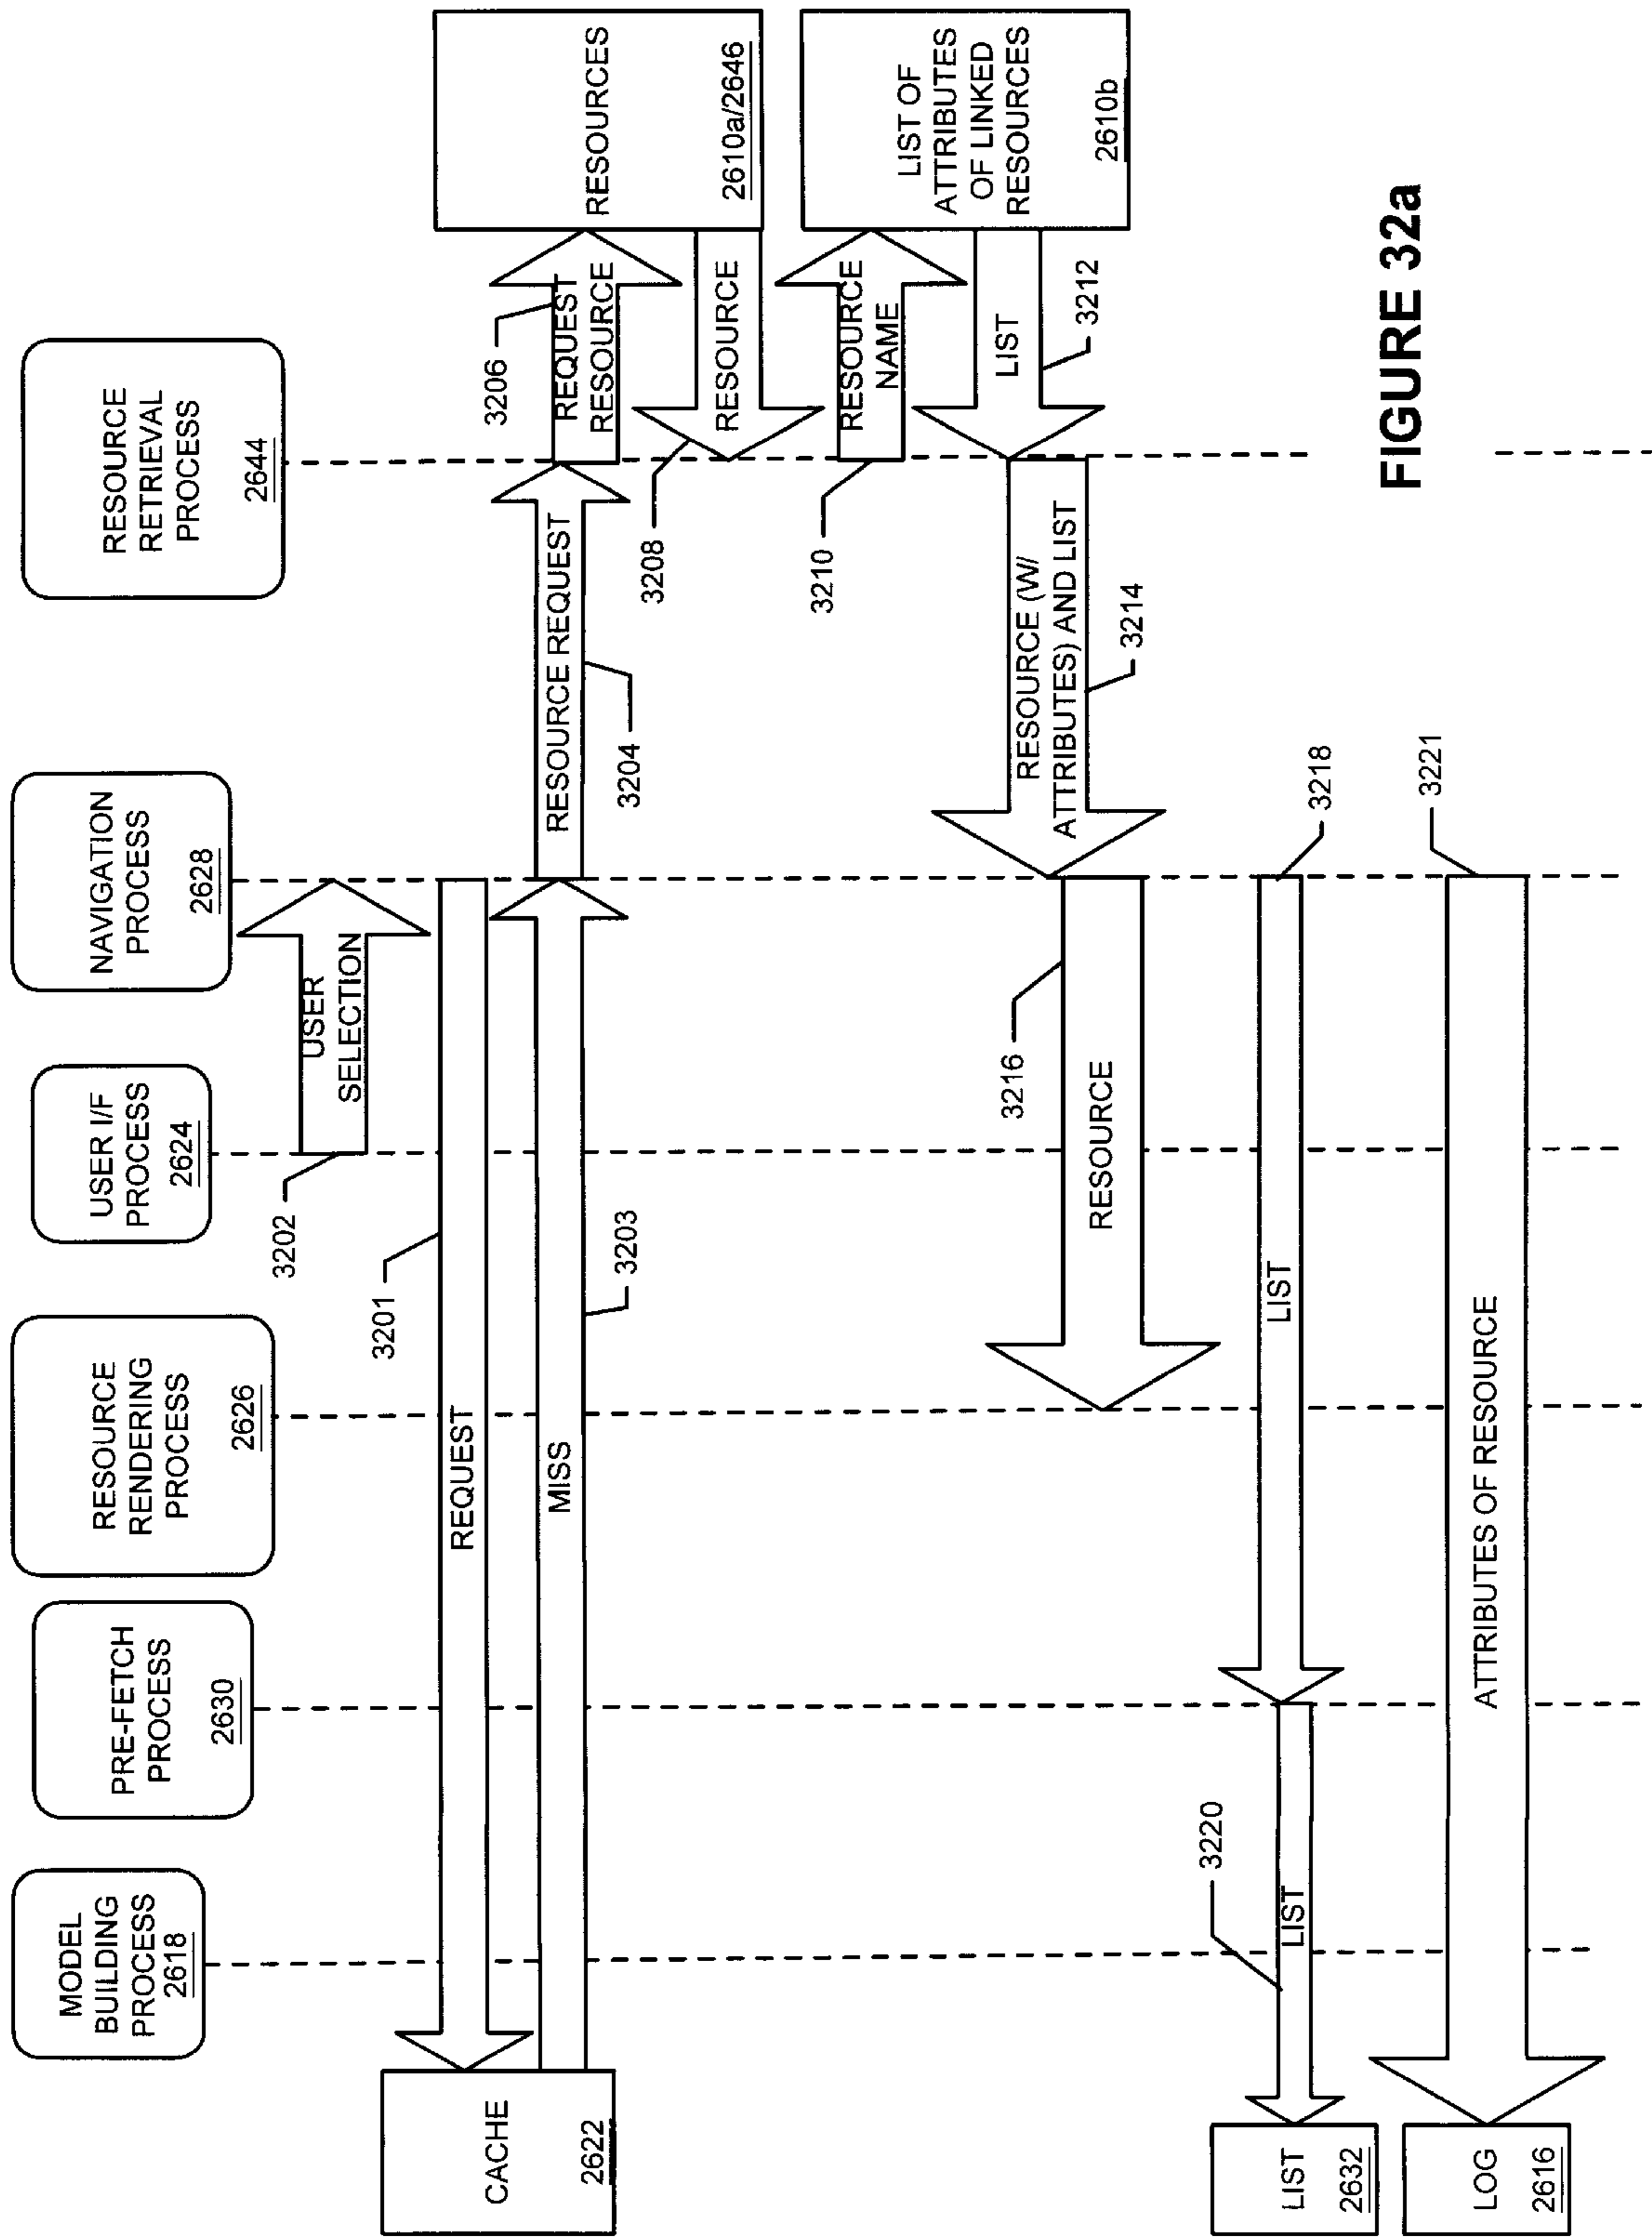 MODEL
BUILDING
PROCESS
2618
PRE-FETCH
PROCESS
2630
RESOURCE
RENDERING
PROCESS
2626
USER I/F
PROCESS
2624
NAVIGATION
PROCESS
2628
RESOURCE
RETRIEVAL
PROCESS
2644
3202
USER
SELECTION
3201
REQUEST
CACHE
2622
MISS
3203
RESOURCE REQUEST
3204
3206
REQUEST
RESOURCE
RESOURCES
2610a/2646
RESOURCE
3208
RESOURCE
NAME
3210
LIST OF
ATTRIBUTES
OF LINKED
RESOURCES
2610b
LIST
3212
RESOURCE (W/
ATTRIBUTES) AND LIST
3214
3216
RESOURCE
LIST
3218
3220
LIST
LIST
2632
3221
ATTRIBUTES OF RESOURCE
LOG
2616
FIGURE 32a